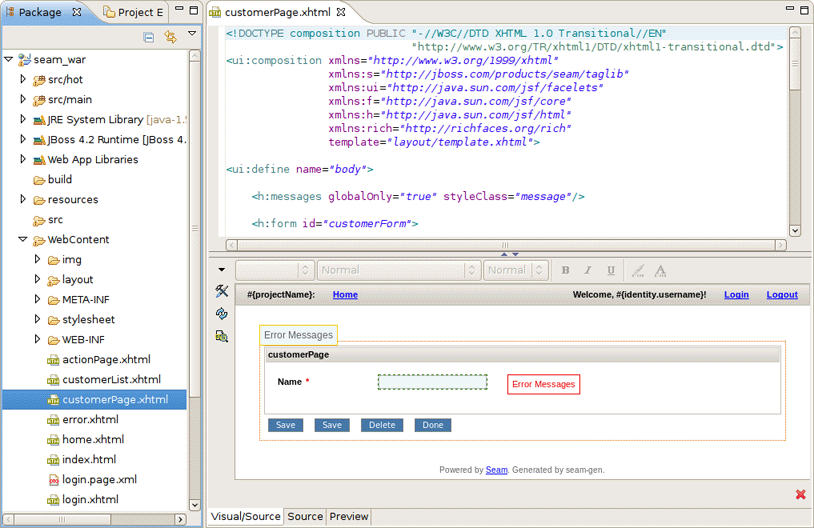 Package
Project E
seam_war
src/hot
src/main
JRE System Library [java-1.5
JBoss 4.2 Runtime [JBoss 4.
Web App Libraries
build
resources
src
WebContent
img
layout
META-INF
stylesheet
WEB-INF
actionPage.xhtml
customerList.xhtml
customerPage.xhtml
error.xhtml
home.xhtml
index.html
login.page.xml
login.xhtml
customerPage.xhtml
<!DOCTYPE composition PUBLIC "-//W3C//DTD XHTML 1.0 Transitional//EN"
"http://www.w3.org/TR/xhtml1/DTD/xhtml1-transitional.dtd">
<ui:composition xmlns="http://www.w3.org/1999/xhtml"
xmlns:s="http://jboss.com/products/seam/taglib"
xmlns:ui="http://java.sun.com/jsf/facelets"
xmlns:f="http://java.sun.com/jsf/core"
xmlns:h="http://java.sun.com/jsf/html"
xmlns:rich="http://richfaces.org/rich"
template="layout/template.xhtml">
<ui:define name="body">
<h:messages globalOnly="true" styleClass="message"/>
<h:form id="customerForm">
Normal Normal B I U A
#{projectName}: Home Welcome, #{identity.username}! Login Logout
Error Messages
customerPage
Name * Error Messages
Save Save Delete Done
Powered by Seam. Generated by seam-gen.
Visual/Source Source Preview